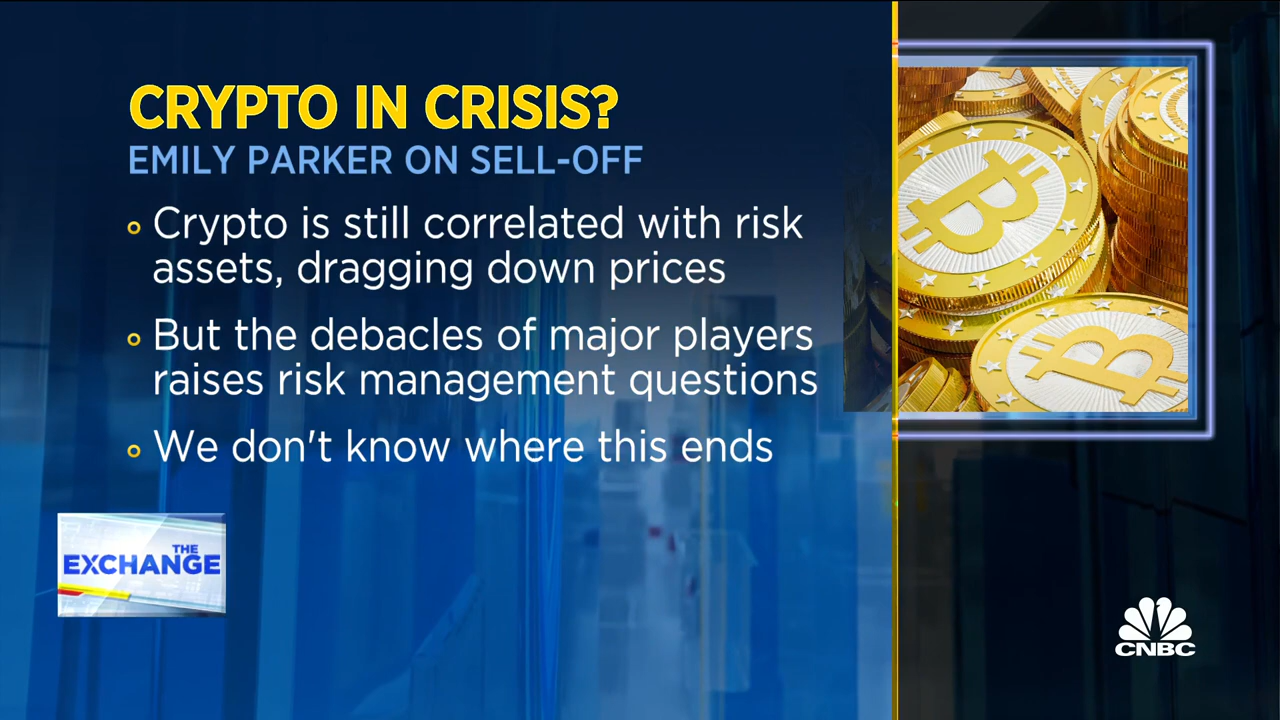 CRYPTO IN CRISIS?
EMILY PARKER ON SELL-OFF
Crypto is still correlated with risk
assets, dragging down prices
But the debacles of major players
raises risk management questions
We don't know where this ends
THE
EXCHANGE
CNBC